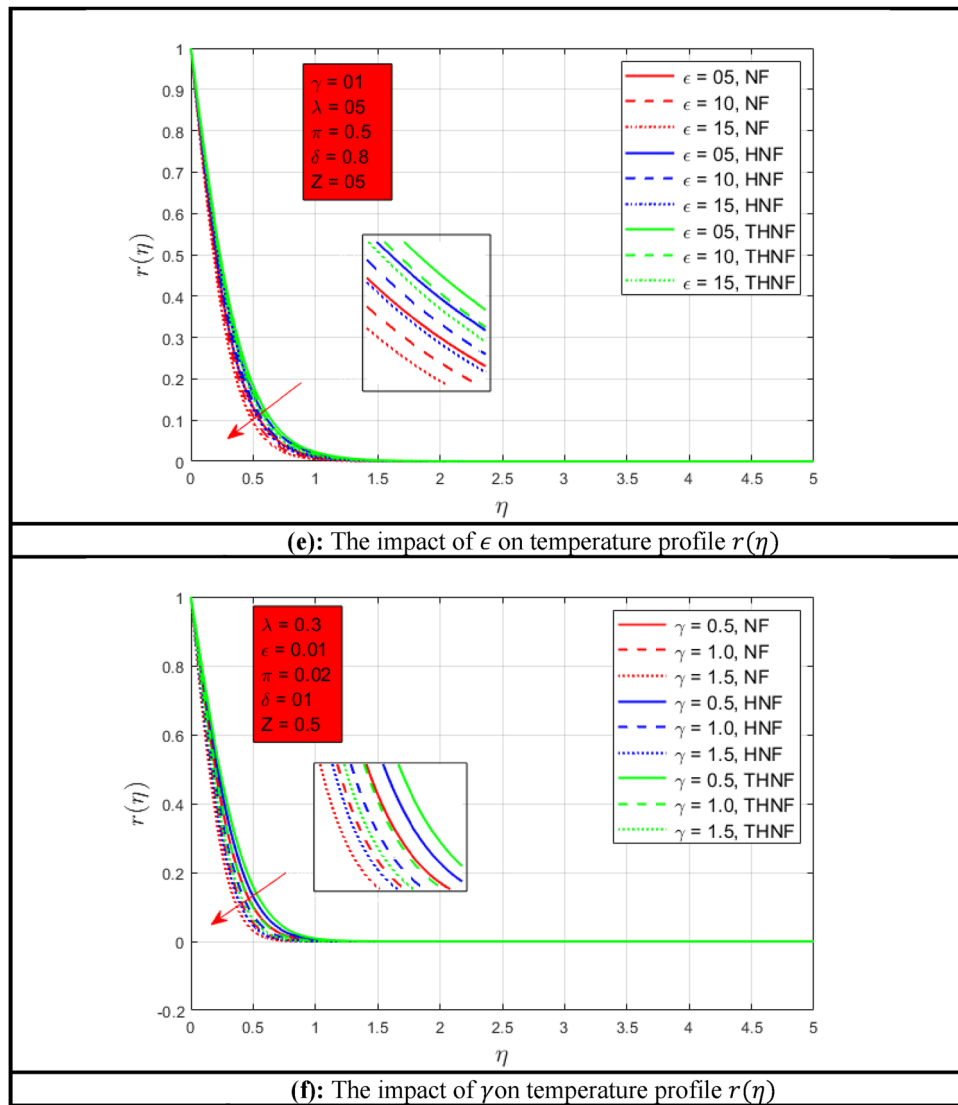 1
0.9
0.8
0.7
0.6
0.5
0.4
0.3
0.2
0.1
0
r(η)
γ = 01
λ = 05
π = 0.5
δ = 0.8
Z = 05
ϵ = 05, NF
ϵ = 10, NF
ϵ = 15, NF
ϵ = 05, HNF
ϵ = 10, HNF
ϵ = 15, HNF
ϵ = 05, THNF
ϵ = 10, THNF
ϵ = 15, THNF
0 0.5 1 1.5 2 2.5 3 3.5 4 4.5 5
η
(e): The impact of ϵ on temperature profile r(η)
1
0.8
0.6
0.4
0.2
0
-0.2
r(η)
λ = 0.3
ϵ = 0.01
π = 0.02
δ = 01
Z = 0.5
γ = 0.5, NF
γ = 1.0, NF
γ = 1.5, NF
γ = 0.5, HNF
γ = 1.0, HNF
γ = 1.5, HNF
γ = 0.5, THNF
γ = 1.0, THNF
γ = 1.5, THNF
0 0.5 1 1.5 2 2.5 3 3.5 4 4.5 5
η
(f): The impact of γon temperature profile r(η)